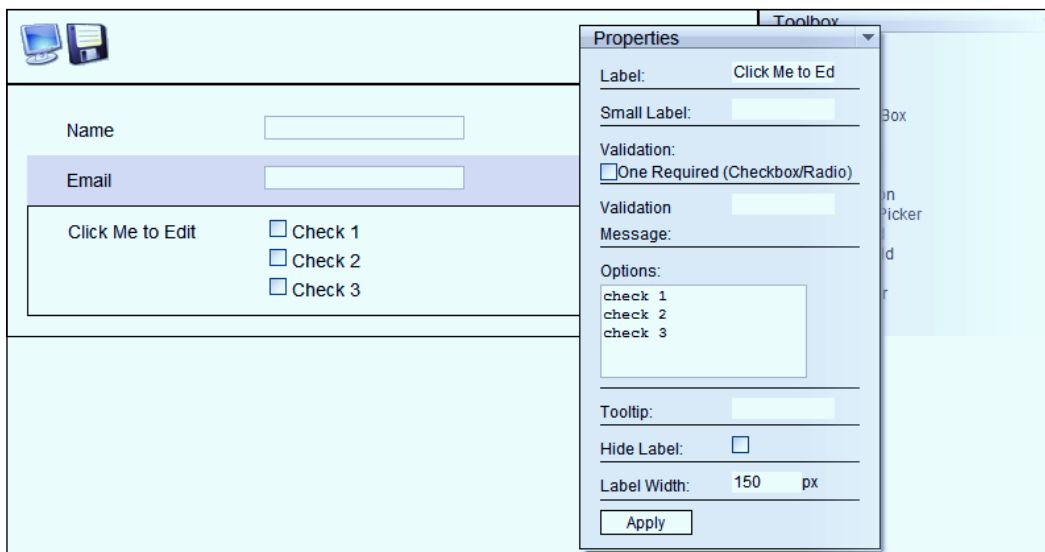 Toolbox
Properties
Label: Click Me to Ed
Small Label:
Validation:
One Required (Checkbox/Radio)
Validation
Message:
Options:
check 1
check 2
check 3
Tooltip:
Hide Label:
Label Width: 150 px
Apply
Name
Email
Click Me to Edit
Check 1
Check 2
Check 3
Box
on
Picker
ld
r